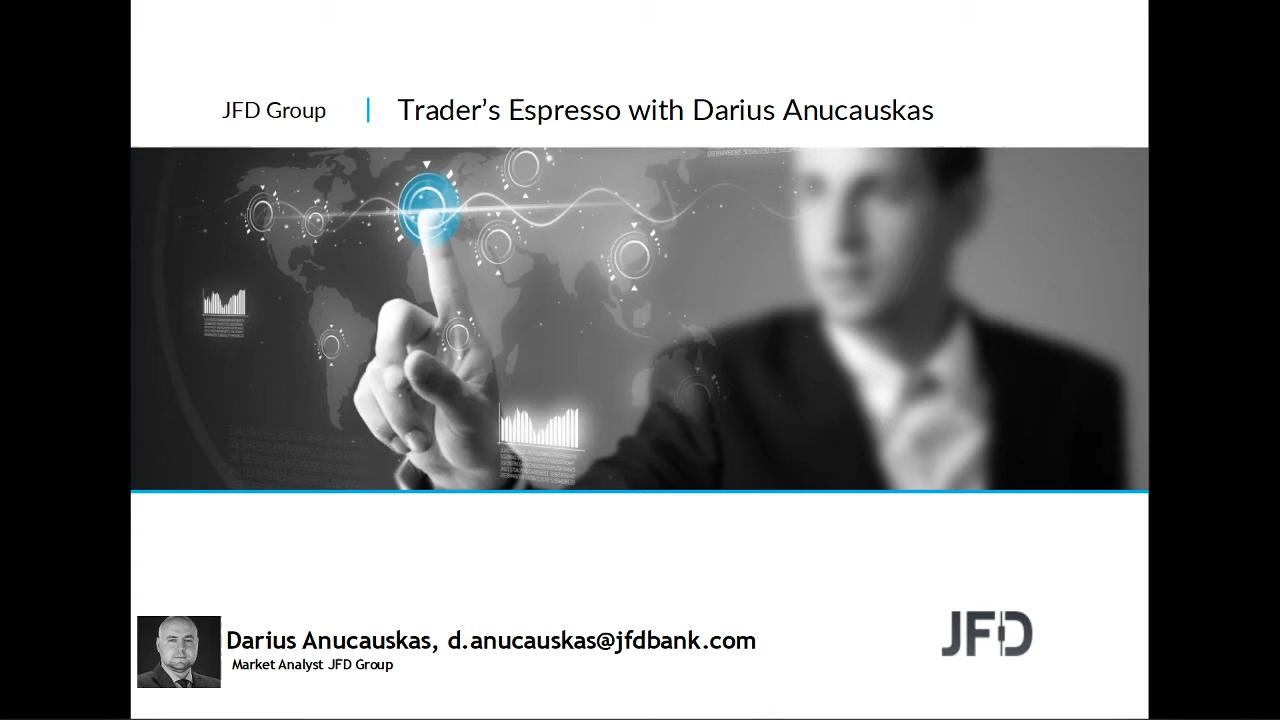 JFD Group | Trader’s Espresso with Darius Anucauskas
Darius Anucauskas, d.anucauskas@jfdbank.com
Market Analyst JFD Group
JFD